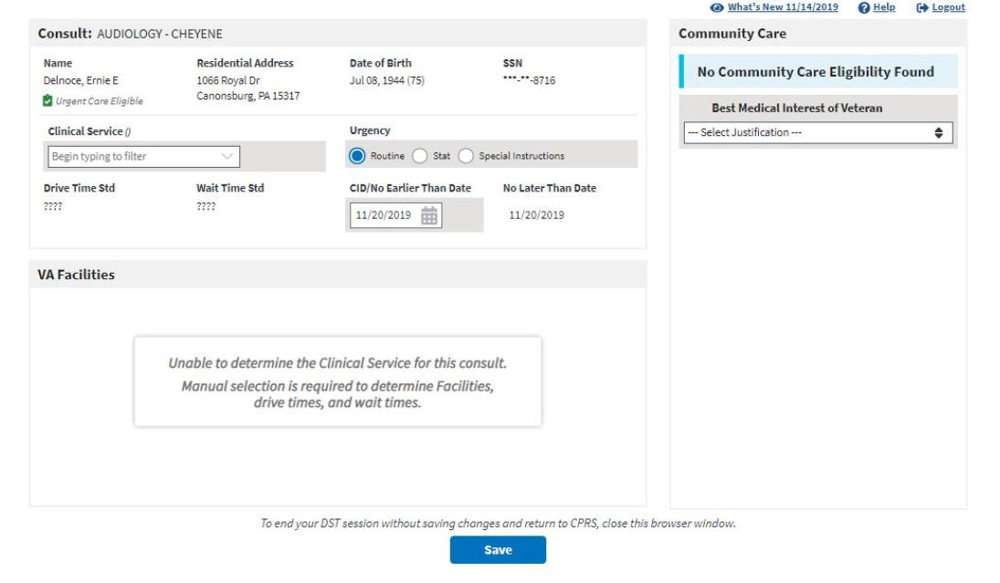 What's New 11/14/2019 Help Logout
Consult: AUDIOLOGY - CHEYENE
Name Residential Address Date of Birth SSN
Delnoce, Ernie E 1066 Royal Dr Jul 08, 1944 (75) ***-**-8716
Canonsburg, PA 15317
Urgent Care Eligible
Clinical Service () Urgency
Begin typing to filter Routine Stat Special Instructions
Drive Time Std Wait Time Std CID/No Earlier Than Date No Later Than Date
???? ???? 11/20/2019 11/20/2019
VA Facilities
Unable to determine the Clinical Service for this consult.
Manual selection is required to determine Facilities,
drive times, and wait times.
Community Care
No Community Care Eligibility Found
Best Medical Interest of Veteran
--- Select Justification ---
To end your DST session without saving changes and return to CPRS, close this browser window.
Save